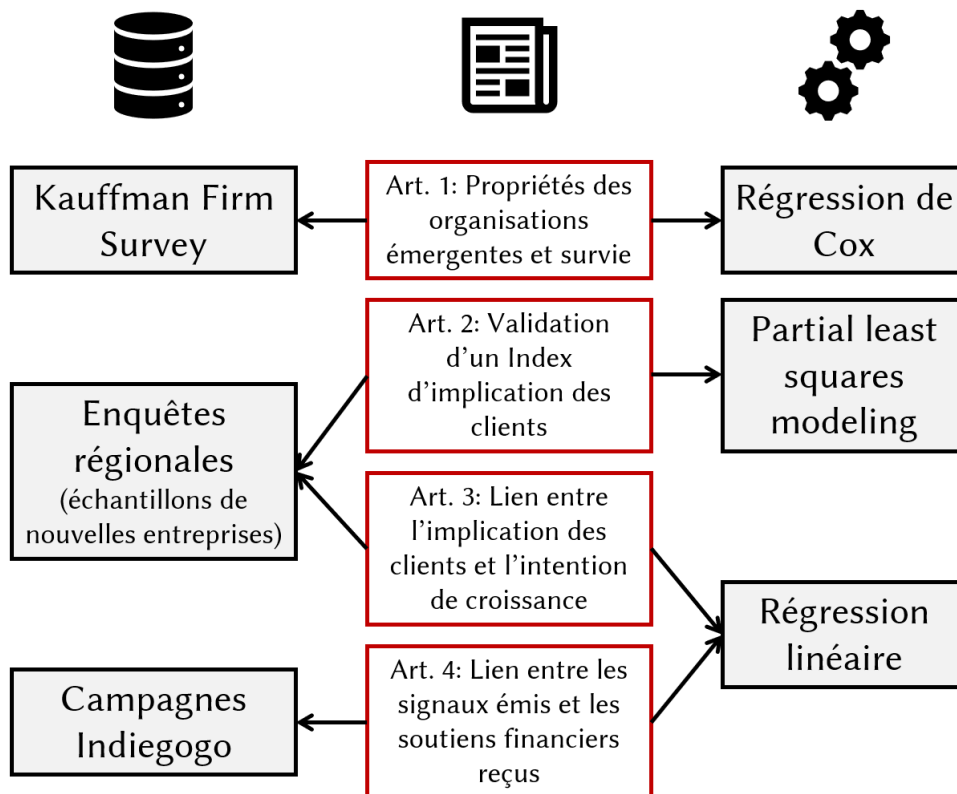 Kauffman Firm
Survey
Art. 1: Propriétés des
organisations
émergentes et survie
Régression de
Cox
Art. 2: Validation
d’un Index
d’implication des
clients
Partial least
squares
modeling
Enquêtes
régionales
(échantillons de
nouvelles entreprises)
Art. 3: Lien entre
l’implication des
clients et l’intention
de croissance
Régression
linéaire
Campagnes
Indiegogo
Art. 4: Lien entre les
signaux émis et les
soutiens financiers
reçus